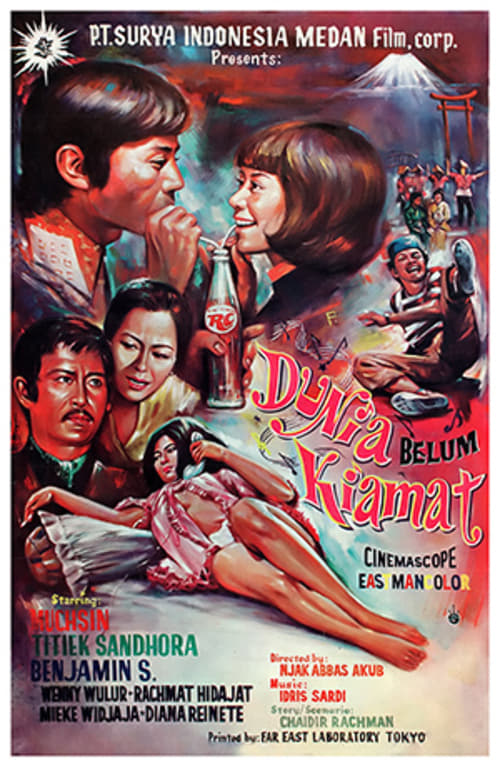 P.T. SURYA INDONESIA MEDAN Film, corp.
Presents:
RC
DUNIA
BELUM
Kiamat
CINEMASCOPE
EASTMANCOLOR
Starring:
MUCHSIN
TITIEK SANDHORA
BENJAMIN S.
WENNY WULUR - RACHMAT HIDAJAT
MIEKE WIDJAJA - DIANA REINETE
Directed by:
NJAK ABBAS AKUB
Music:
IDRIS SARDI
Story/Scenario:
CHAIDIR RACHMAN
Printed by: FAR EAST LABORATORY TOKYO